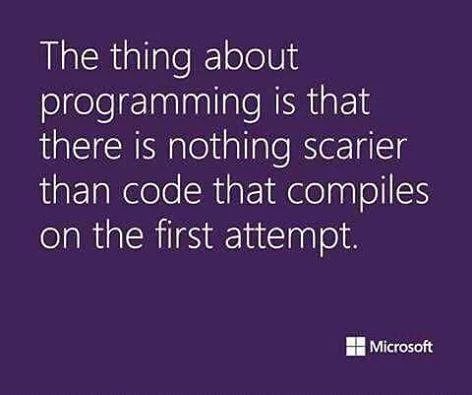 The thing about
programming is that
there is nothing scarier
than code that compiles
on the first attempt.
Microsoft